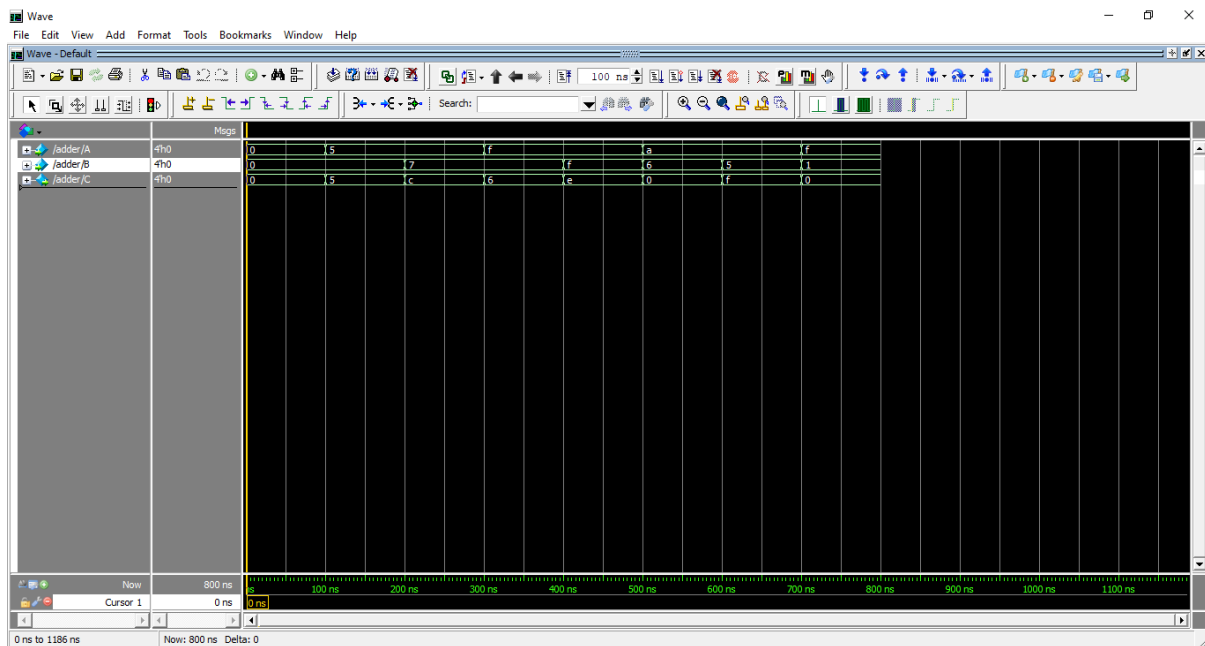 Wave
File Edit View Add Format Tools Bookmarks Window Help
Wave - Default
100 ns
Search:
Msgs
/adder/A 4'h0 0 5 f a f
/adder/B 4'h0 0 7 f 6 5 1
/adder/C 4'h0 0 5 c 6 e 0 f 0
Now 800 ns ns 100 ns 200 ns 300 ns 400 ns 500 ns 600 ns 700 ns 800 ns 900 ns 1000 ns 1100 ns
Cursor 1 0 ns 0 ns
0 ns to 1186 ns Now: 800 ns Delta: 0